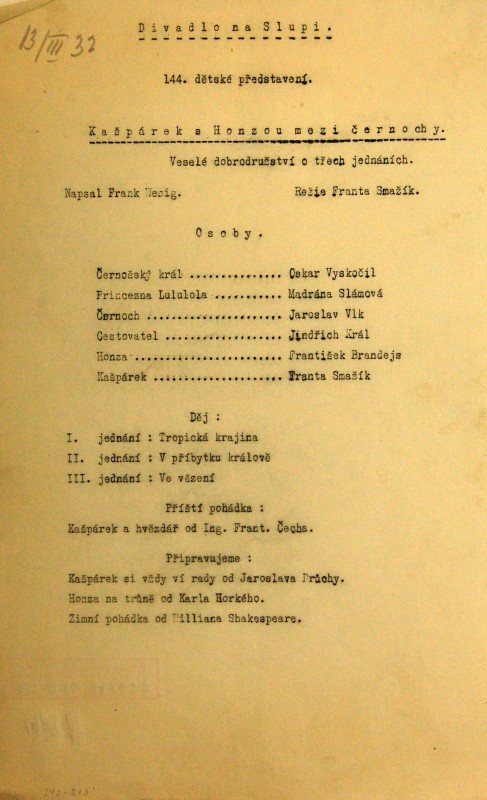 13/III 32
Divadlo na Slupi.
144. dětské představení.
Kašpárek s Honzou mezi černochy.
Veselé dobrodružství o třech jednáních.
Napsal Frank Wenig. Režie Franta Smažík.
Osoby.
Černošský král ............... Oskar Vyskočil
Princezna Lululola ........... Madrána Slámová
Černoch ...................... Jaroslav Vlk
Cestovatel ................... Jindřich Král
Honza ........................ František Brandejs
Kašpárek ..................... Franta Smažík
Děj :
I. jednání : Tropická krajina
II. jednání : V příbytku králově
III. jednání : Ve vězení
Příští pohádka :
Kašpárek a hvězdář od Ing. Frant. Čecha.
Připravujeme :
Kašpárek si vždy ví rady od Jaroslava Průchy.
Honza na trůně od Karla Horkého.
Zimní pohádka od Williana Shakespeare.